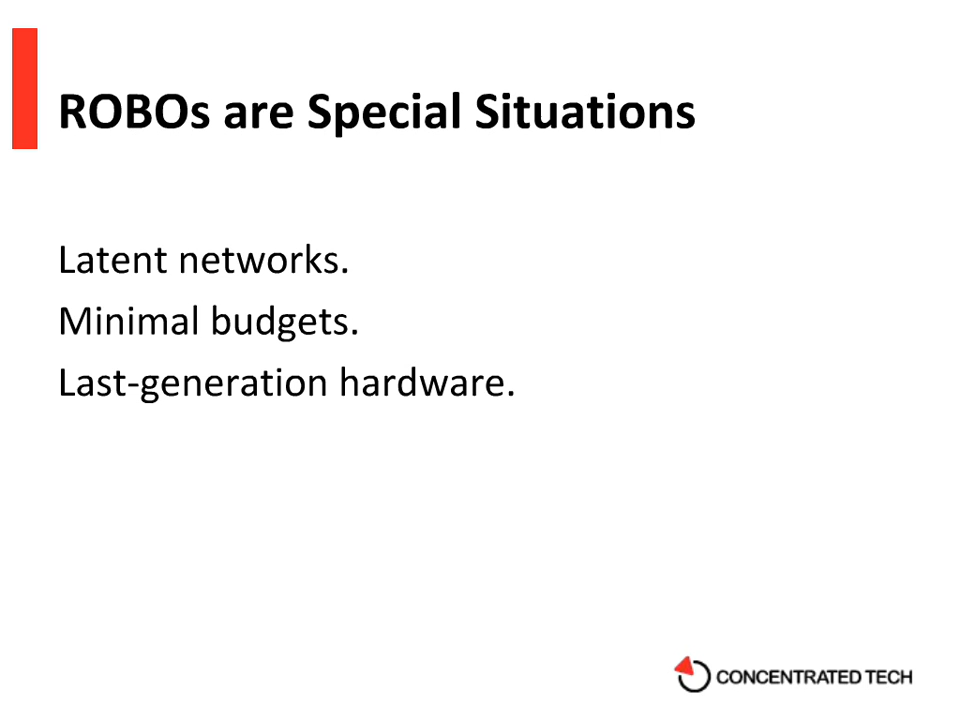 ROBOs are Special Situations
Latent networks.
Minimal budgets.
Last-generation hardware.
CONCENTRATED TECH